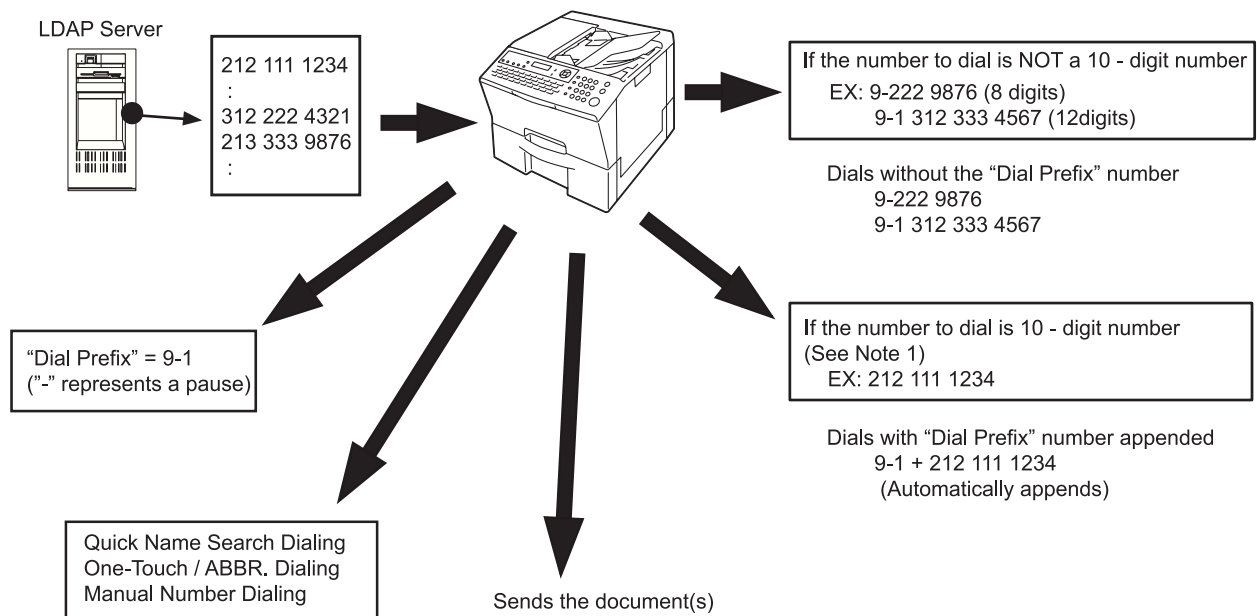 LDAP Server
212 111 1234
:
312 222 4321
213 333 9876
:
If the number to dial is NOT a 10 - digit number
EX: 9-222 9876 (8 digits)
9-1 312 333 4567 (12digits)
Dials without the “Dial Prefix” number
9-222 9876
9-1 312 333 4567
“Dial Prefix” = 9-1
("-" represents a pause)
If the number to dial is 10 - digit number
(See Note 1)
EX: 212 111 1234
Dials with “Dial Prefix” number appended
9-1 + 212 111 1234
(Automatically appends)
Quick Name Search Dialing
One-Touch / ABBR. Dialing
Manual Number Dialing
Sends the document(s)